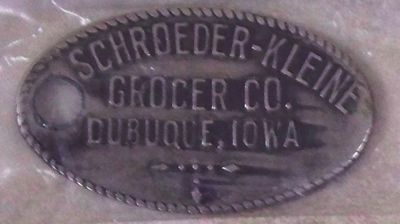 SCHROEDER-KLEINE
GROCER CO.
DUBUQUE, IOWA